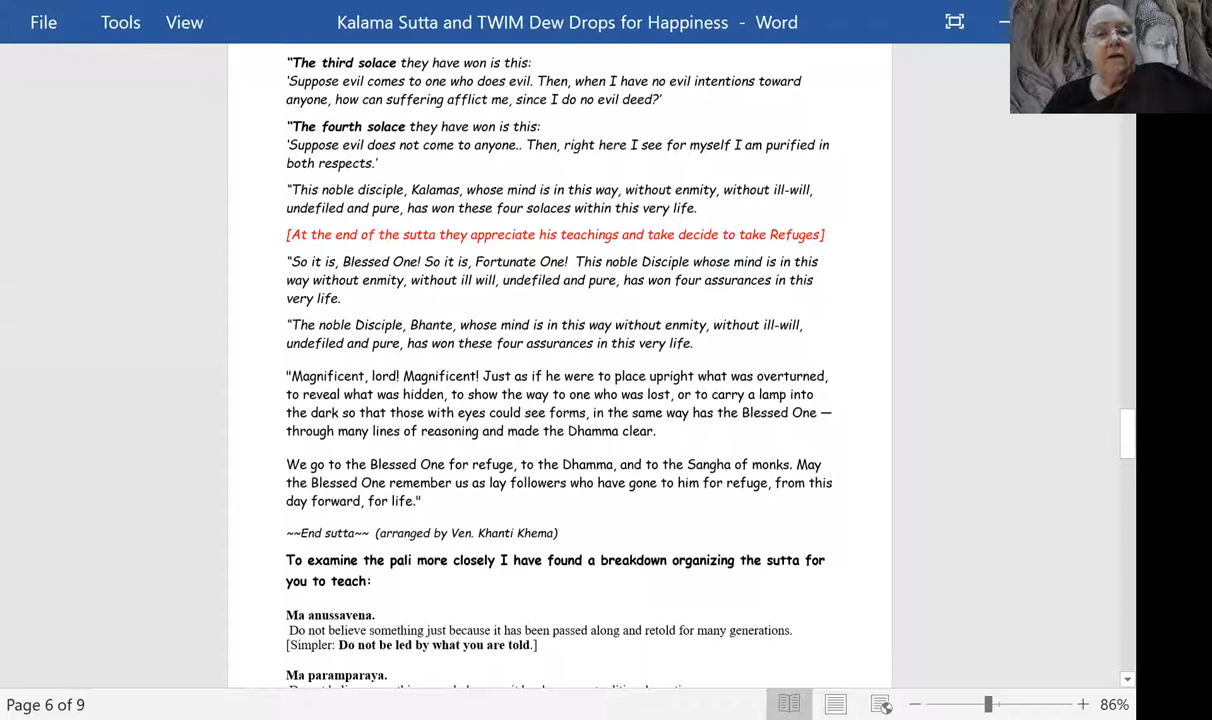 File Tools View Kalama Sutta and TWIM Dew Drops for Happiness - Word
"The third solace they have won is this:
'Suppose evil comes to one who does evil. Then, when I have no evil intentions toward
anyone, how can suffering afflict me, since I do no evil deed?'
"The fourth solace they have won is this:
'Suppose evil does not come to anyone.. Then, right here I see for myself I am purified in
both respects.'
"This noble disciple, Kalamas, whose mind is in this way, without enmity, without ill-will,
undefiled and pure, has won these four solaces within this very life.
[At the end of the sutta they appreciate his teachings and take decide to take Refuges]
"So it is, Blessed One! So it is, Fortunate One! This noble Disciple whose mind is in this
way without enmity, without ill will, undefiled and pure, has won four assurances in this
very life.
"The noble Disciple, Bhante, whose mind is in this way without enmity, without ill-will,
undefiled and pure, has won these four assurances in this very life.
"Magnificent, lord! Magnificent! Just as if he were to place upright what was overturned,
to reveal what was hidden, to show the way to one who was lost, or to carry a lamp into
the dark so that those with eyes could see forms, in the same way has the Blessed One —
through many lines of reasoning and made the Dhamma clear.
We go to the Blessed One for refuge, to the Dhamma, and to the Sangha of monks. May
the Blessed One remember us as lay followers who have gone to him for refuge, from this
day forward, for life."
~~End sutta~~ (arranged by Ven. Khanti Khema)
To examine the pali more closely I have found a breakdown organizing the sutta for
you to teach:
Ma anussavena.
Do not believe something just because it has been passed along and retold for many generations.
[Simpler: Do not be led by what you are told.]
Ma paramparaya.
Page 6 of 9 86%